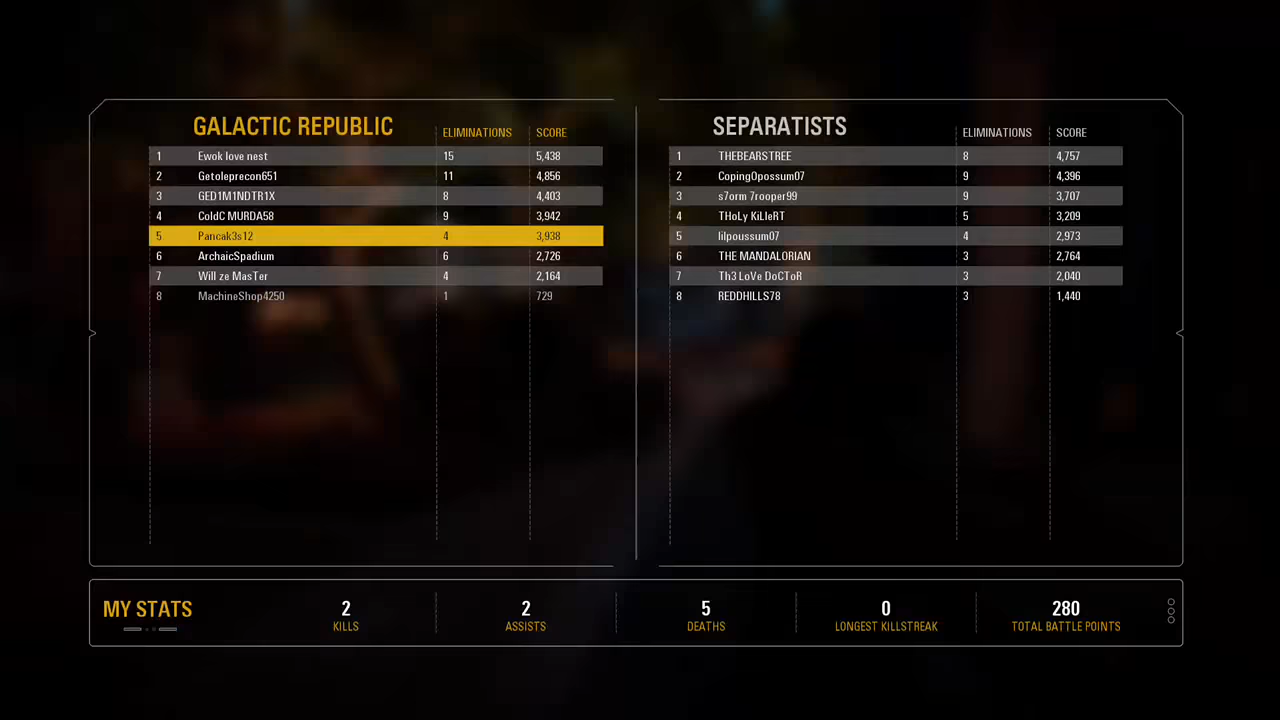 GALACTIC REPUBLIC ELIMINATIONS SCORE
1 Ewok love nest 15 5,438
2 Getoleprecon651 11 4,856
3 GED1M1NDTR1X 8 4,403
4 ColdC MURDA58 9 3,942
5 Pancak3s12 4 3,938
6 ArchaicSpadium 6 2,726
7 Will ze MasTer 4 2,164
8 MachineShop4250 1 729
SEPARATISTS ELIMINATIONS SCORE
1 THEBEARSTREE 8 4,757
2 CopingOpossum07 9 4,396
3 s7orm 7rooper99 9 3,707
4 THoLy KiLleRT 5 3,209
5 lilpoussum07 4 2,973
6 THE MANDALORIAN 3 2,764
7 Th3 LoVe DoCToR 3 2,040
8 REDDHILLS78 3 1,440
MY STATS
2 KILLS
2 ASSISTS
5 DEATHS
0 LONGEST KILLSTREAK
280 TOTAL BATTLE POINTS